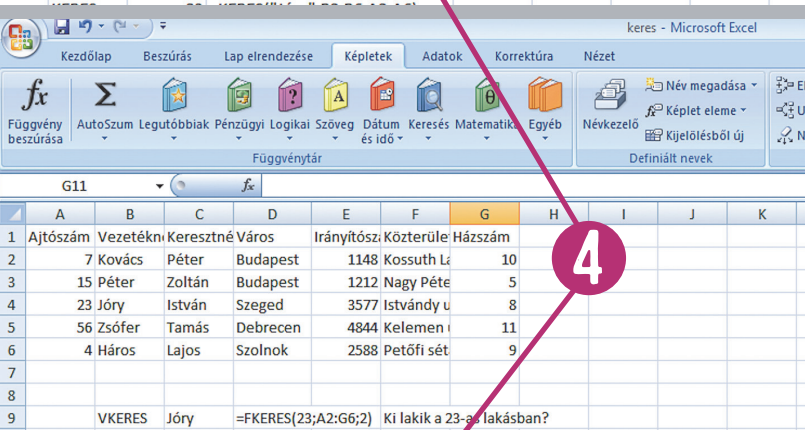 keres - Microsoft Excel
Kezdőlap Beszúrás Lap elrendezése Képletek Adatok Korrektúra Nézet
fx Σ ? A θ
Függvény beszúrása AutoSzum Legutóbbiak Pénzügyi Logikai Szöveg Dátum és idő Keresés Matematik Egyéb
Névkezelő
Név megadása
Képlet eleme
Kijelölésből új
Függvénytár Definiált nevek
G11 fx
A B C D E F G H I J K
1 Ajtószám Vezetékn Keresztné Város Irányítósz Közterüle Házszám
2 7 Kovács Péter Budapest 1148 Kossuth La 10
3 15 Péter Zoltán Budapest 1212 Nagy Péte 5
4 23 Jóry István Szeged 3577 Istvándy u 8
5 56 Zsófer Tamás Debrecen 4844 Kelemen 11
6 4 Háros Lajos Szolnok 2588 Petőfi sét 9
7
8
9 VKERES Jóry =FKERES(23;A2:G6;2) Ki lakik a 23-as lakásban?
4